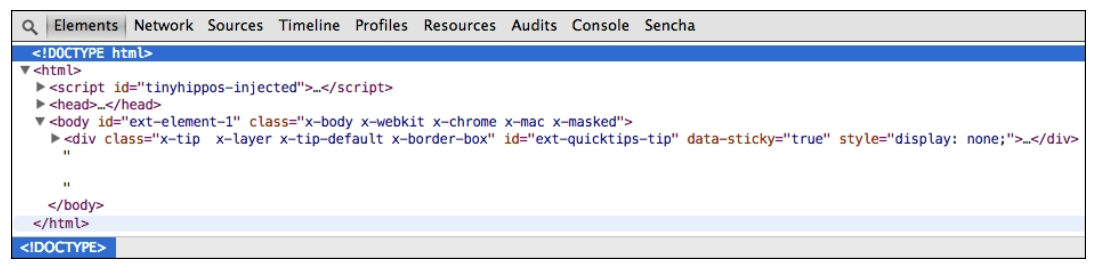 Elements Network Sources Timeline Profiles Resources Audits Console Sencha
<!DOCTYPE html>
▼<html>
▶<script id="tinyhippos-injected">…</script>
▶<head>…</head>
▼<body id="ext-element-1" class="x-body x-webkit x-chrome x-mac x-masked">
▶<div class="x-tip  x-layer x-tip-default x-border-box" id="ext-quicktips-tip" data-sticky="true" style="display: none;">…</div>
"
"
</body>
</html>
<!DOCTYPE>